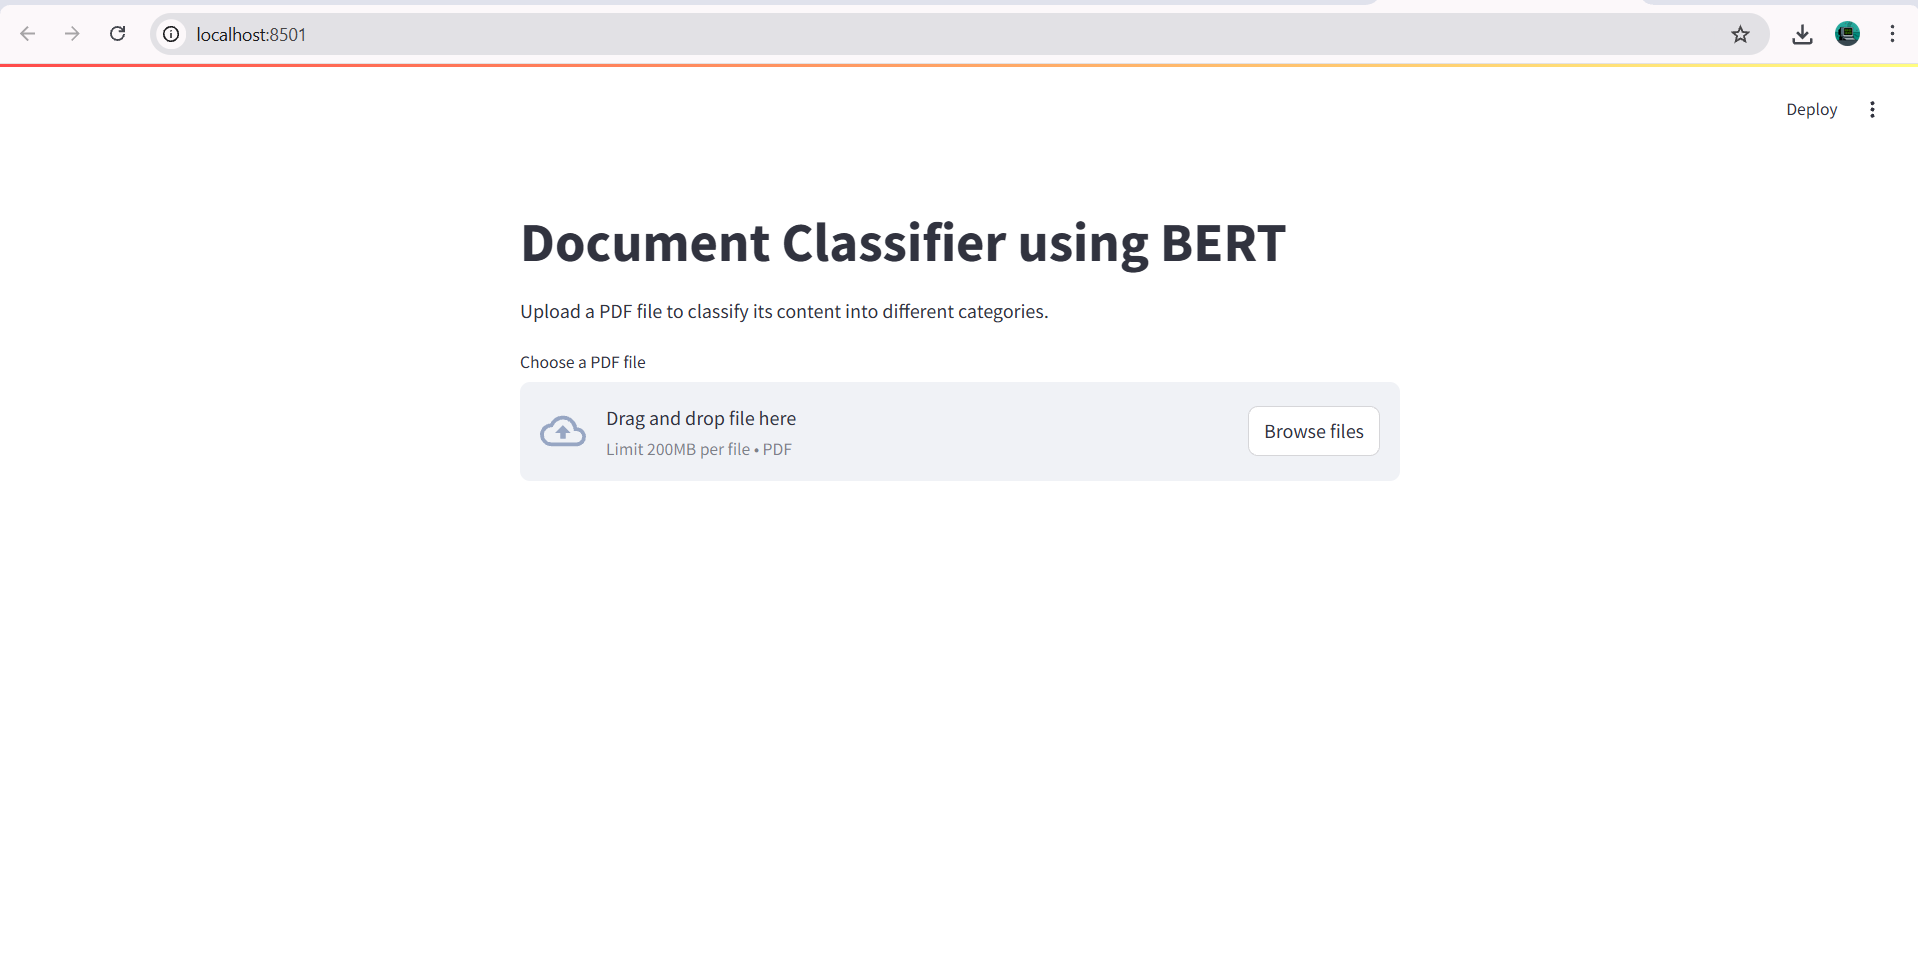 localhost:8501
Deploy
Document Classifier using BERT
Upload a PDF file to classify its content into different categories.
Choose a PDF file
Drag and drop file here
Limit 200MB per file • PDF
Browse files